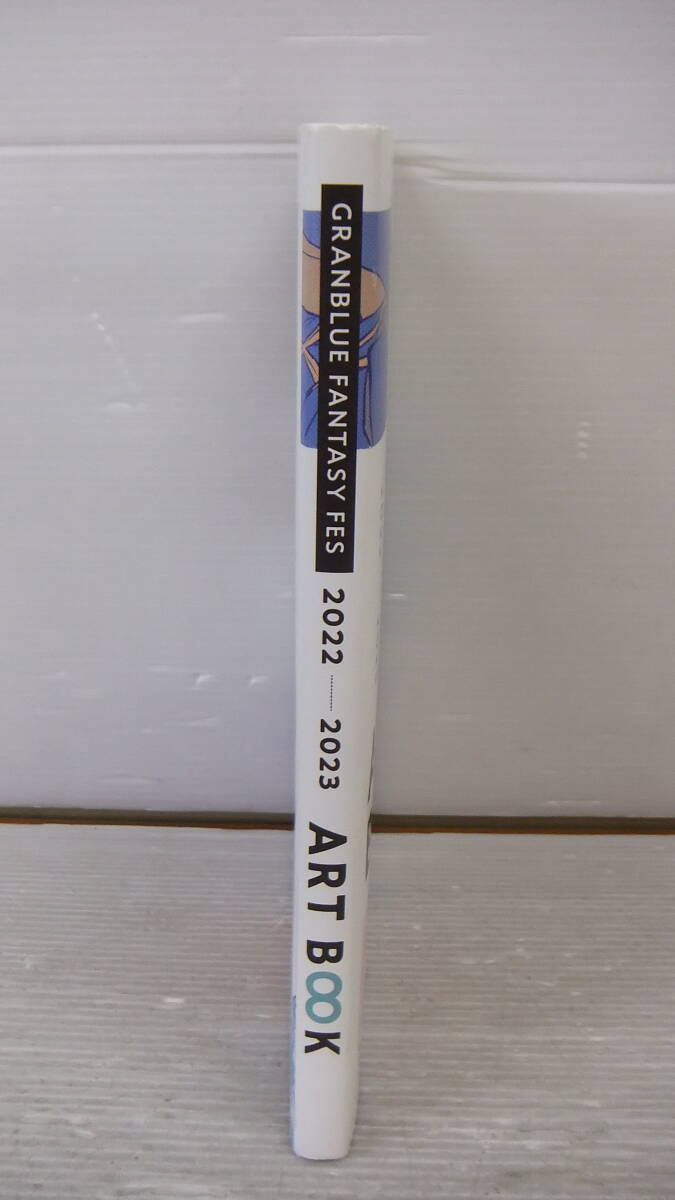 GRANBLUE FANTASY FES
2022 ---- 2023
ART BOOK